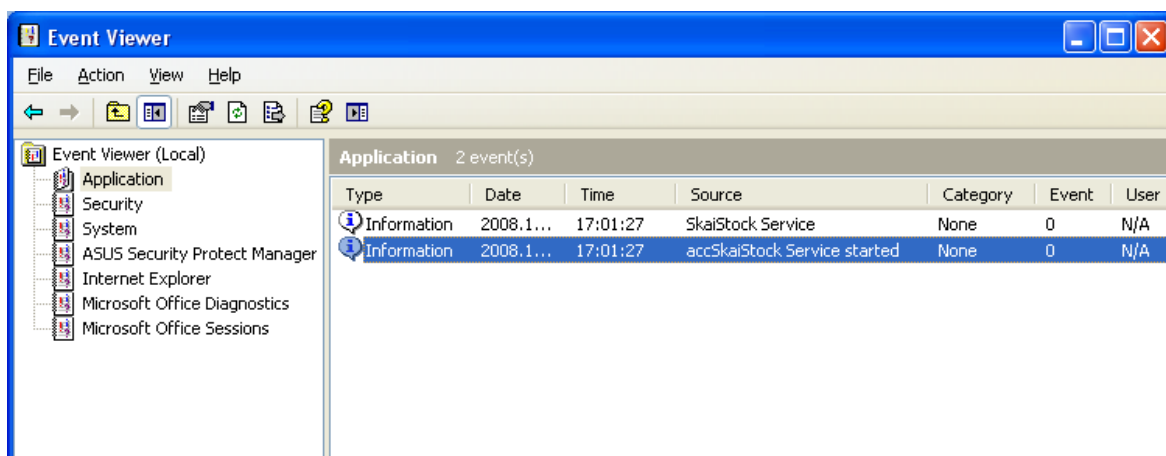 Event Viewer
File Action View Help
Event Viewer (Local)
Application
Security
System
ASUS Security Protect Manager
Internet Explorer
Microsoft Office Diagnostics
Microsoft Office Sessions
Application 2 event(s)
Type Date Time Source Category Event User
Information 2008.1... 17:01:27 SkaiStock Service None 0 N/A
Information 2008.1... 17:01:27 accSkaiStock Service started None 0 N/A